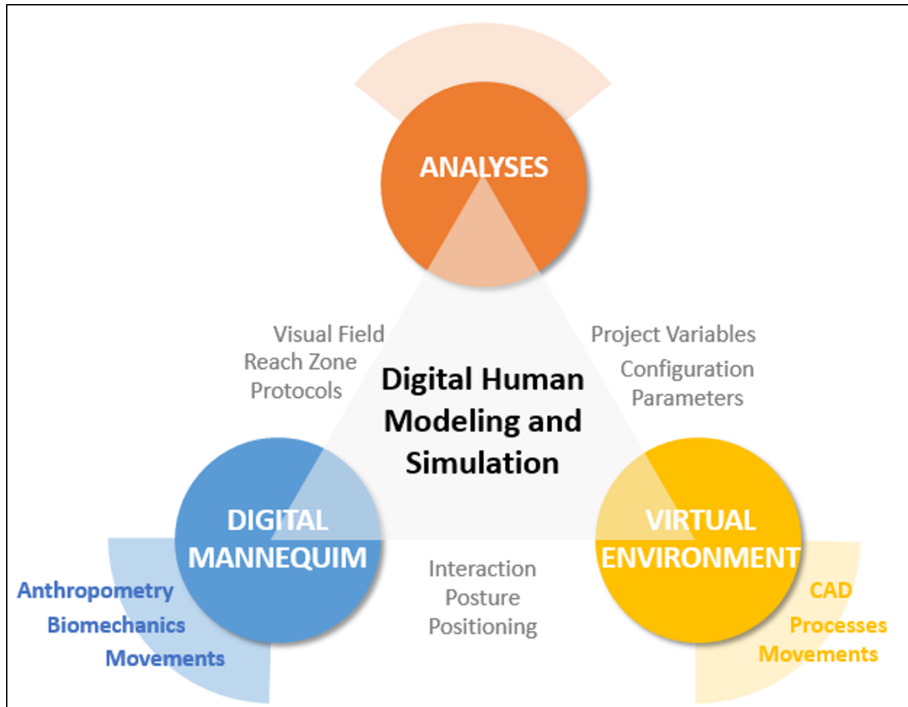 ANALYSES
Visual Field
Reach Zone
Protocols
Project Variables
Configuration
Parameters
Digital Human
Modeling and
Simulation
DIGITAL
MANNEQUIM
VIRTUAL
ENVIRONMENT
Anthropometry
Biomechanics
Movements
Interaction
Posture
Positioning
CAD
Processes
Movements